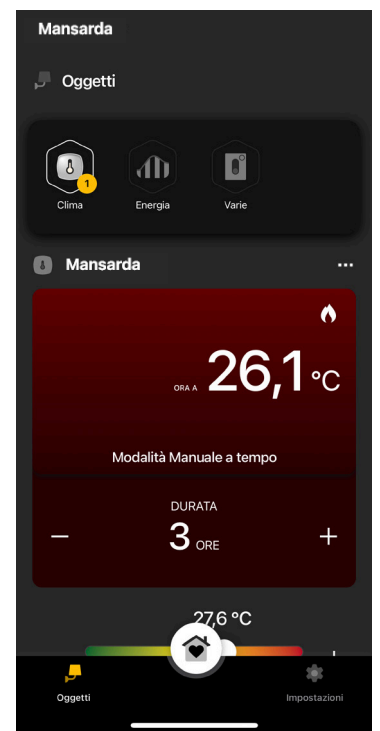 Mansarda
Oggetti
1
Clima Energia Varie
Mansarda
ORA A 26,1 °C
Modalità Manuale a tempo
DURATA
− 3 ORE +
27,6 °C
Oggetti Impostazioni